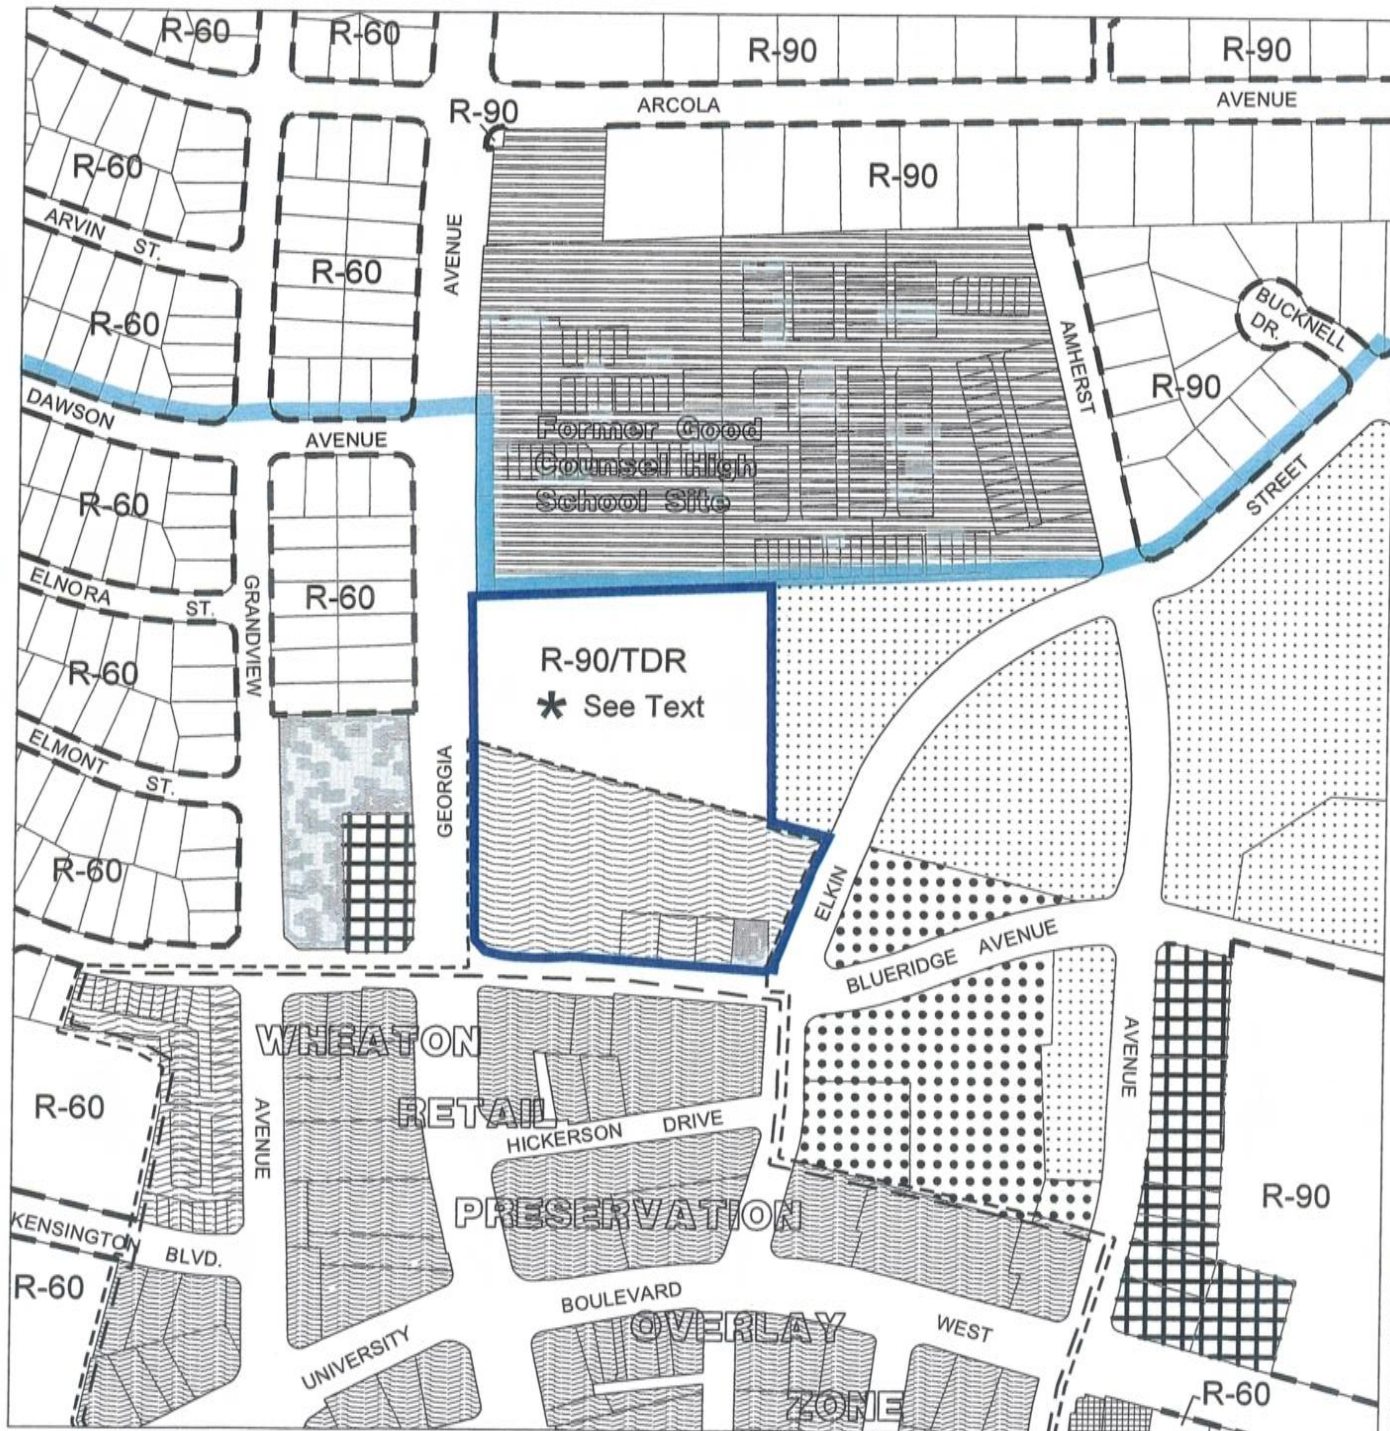 R-60
R-60
R-90
R-90
R-90
ARCOLA
AVENUE
R-60
R-90
ARVIN ST.
AVENUE
R-60
R-60
BUCKNELL
DR.
AMHERST
R-90
DAWSON
AVENUE
Former Good
Counsel High
School Site
STREET
R-60
ELNORA ST.
GRANDVIEW
R-60
R-60
R-90/TDR
* See Text
ELMONT ST.
GEORGIA
R-60
ELKIN
BLUERIDGE AVENUE
WHEATON
AVENUE
R-60
AVENUE
RETAIL
HICKERSON DRIVE
PRESERVATION
R-90
KENSINGTON BLVD.
R-60
BOULEVARD
OVERLAY
WEST
UNIVERSITY
ZONE
R-60